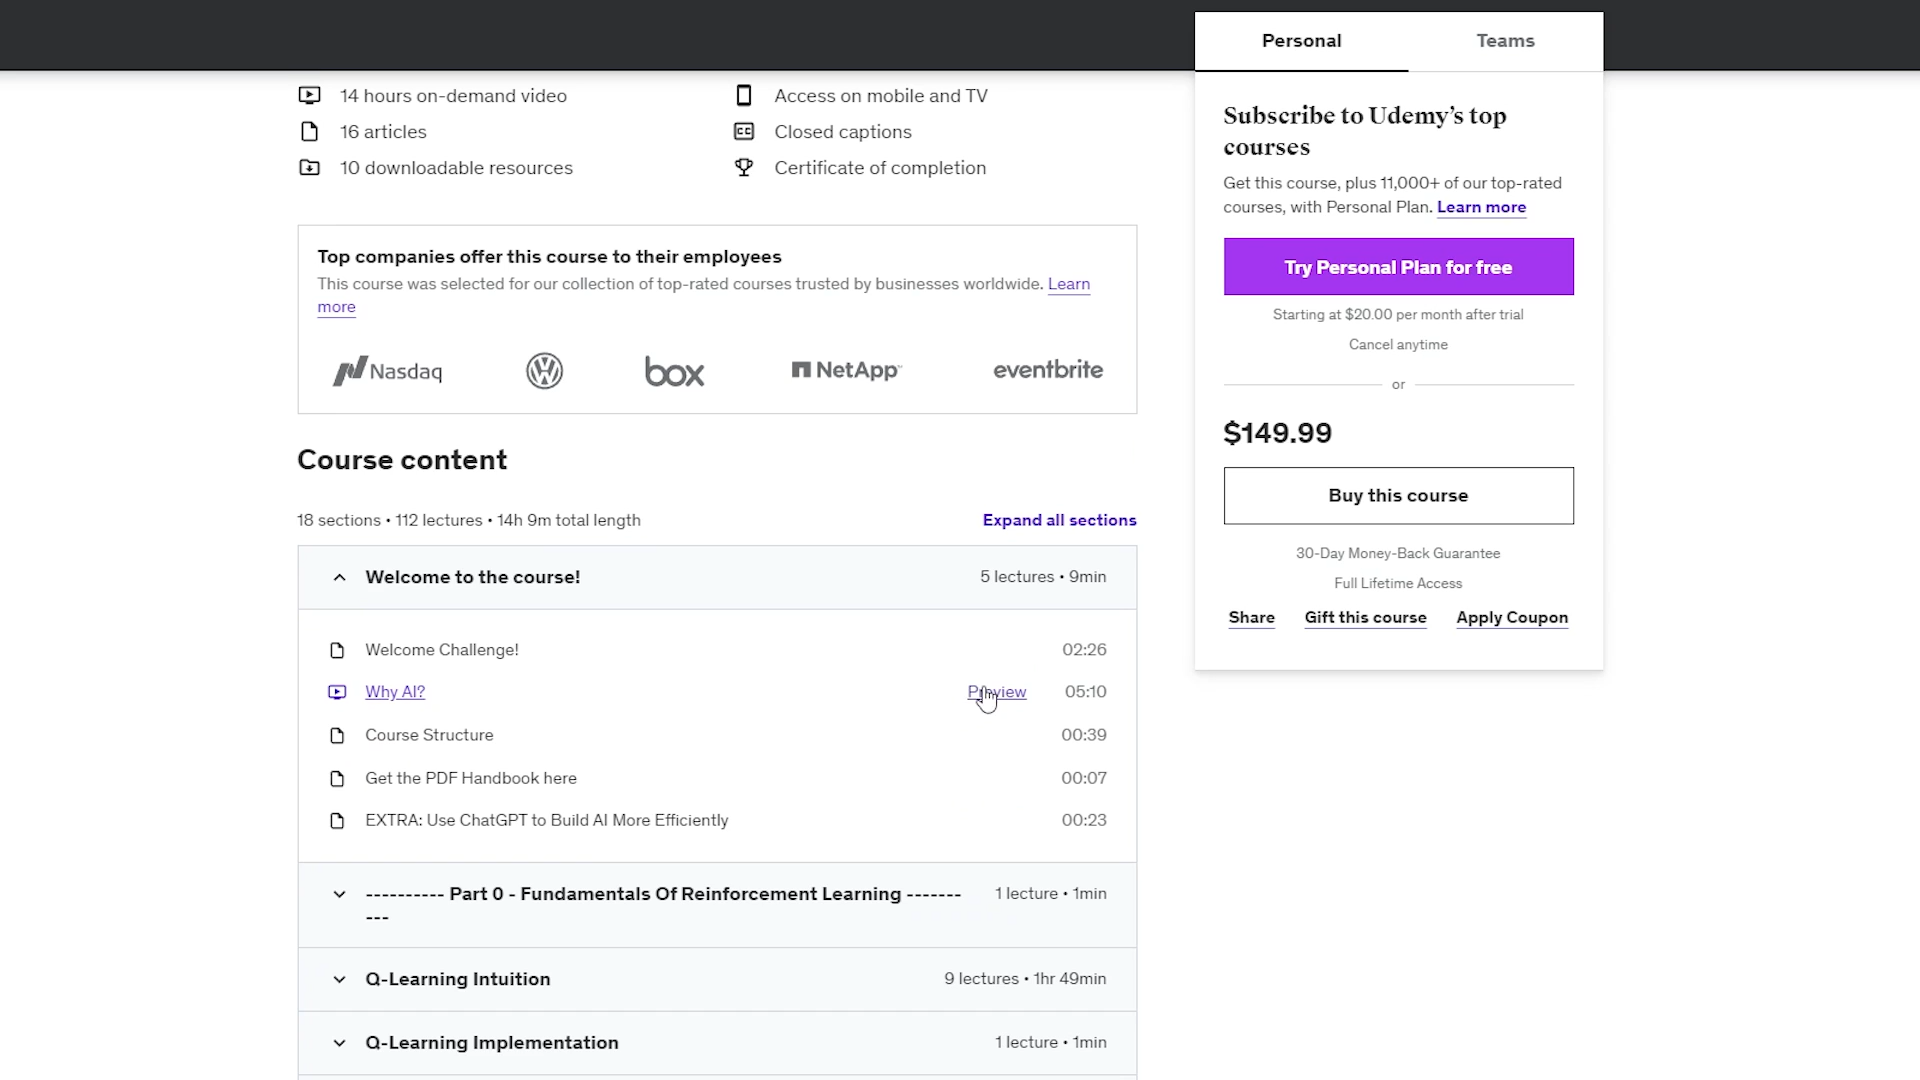 Personal
Teams
14 hours on-demand video
Access on mobile and TV
16 articles
Closed captions
10 downloadable resources
Certificate of completion
Top companies offer this course to their employees
This course was selected for our collection of top-rated courses trusted by businesses worldwide. Learn
more
Nasdaq
box
NetApp
eventbrite
Course content
18 sections • 112 lectures • 14h 9m total length
Expand all sections
Welcome to the course!
5 lectures • 9min
Welcome Challenge!
02:26
Why AI?
Preview
05:10
Course Structure
00:39
Get the PDF Handbook here
00:07
EXTRA: Use ChatGPT to Build AI More Efficiently
00:23
---------- Part 0 - Fundamentals Of Reinforcement Learning -------
---
1 lecture • 1min
Q-Learning Intuition
9 lectures • 1hr 49min
Q-Learning Implementation
1 lecture • 1min
Subscribe to Udemy’s top
courses
Get this course, plus 11,000+ of our top-rated
courses, with Personal Plan. Learn more
Try Personal Plan for free
Starting at $20.00 per month after trial
Cancel anytime
or
$149.99
Buy this course
30-Day Money-Back Guarantee
Full Lifetime Access
Share
Gift this course
Apply Coupon